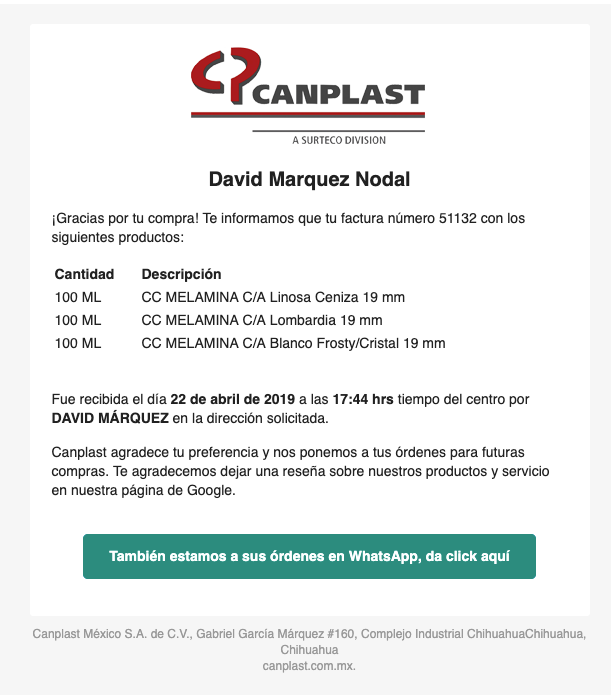 CP CANPLAST
A SURTECO DIVISION
David Marquez Nodal
¡Gracias por tu compra! Te informamos que tu factura número 51132 con los
siguientes productos:
Cantidad Descripción
100 ML CC MELAMINA C/A Linosa Ceniza 19 mm
100 ML CC MELAMINA C/A Lombardia 19 mm
100 ML CC MELAMINA C/A Blanco Frosty/Cristal 19 mm
Fue recibida el día 22 de abril de 2019 a las 17:44 hrs tiempo del centro por
DAVID MÁRQUEZ en la dirección solicitada.
Canplast agradece tu preferencia y nos ponemos a tus órdenes para futuras
compras. Te agradecemos dejar una reseña sobre nuestros productos y servicio
en nuestra página de Google.
También estamos a sus órdenes en WhatsApp, da click aquí
Canplast México S.A. de C.V., Gabriel García Márquez #160, Complejo Industrial ChihuahuaChihuahua,
Chihuahua
canplast.com.mx.